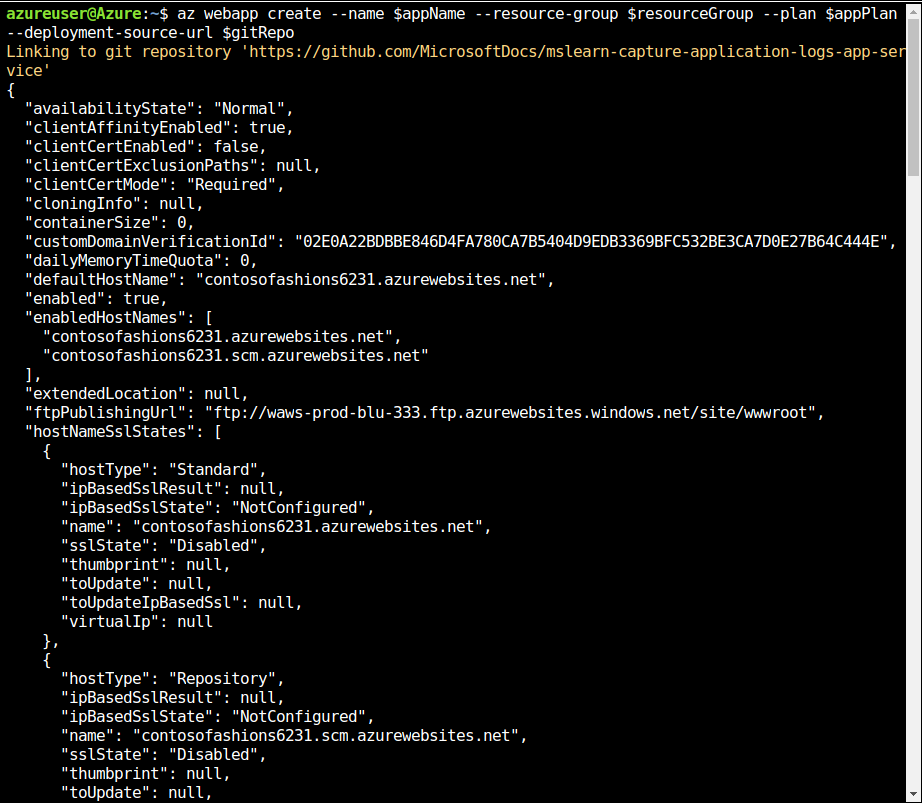 azureuser@Azure:~$ az webapp create --name $appName --resource-group $resourceGroup --plan $appPlan
--deployment-source-url $gitRepo
Linking to git repository 'https://github.com/MicrosoftDocs/mslearn-capture-application-logs-app-ser
vice'
{
  "availabilityState": "Normal",
  "clientAffinityEnabled": true,
  "clientCertEnabled": false,
  "clientCertExclusionPaths": null,
  "clientCertMode": "Required",
  "cloningInfo": null,
  "containerSize": 0,
  "customDomainVerificationId": "02E0A22BDBBE846D4FA780CA7B5404D9EDB3369BFC532BE3CA7D0E27B64C444E",
  "dailyMemoryTimeQuota": 0,
  "defaultHostName": "contosofashions6231.azurewebsites.net",
  "enabled": true,
  "enabledHostNames": [
    "contosofashions6231.azurewebsites.net",
    "contosofashions6231.scm.azurewebsites.net"
  ],
  "extendedLocation": null,
  "ftpPublishingUrl": "ftp://waws-prod-blu-333.ftp.azurewebsites.windows.net/site/wwwroot",
  "hostNameSslStates": [
    {
      "hostType": "Standard",
      "ipBasedSslResult": null,
      "ipBasedSslState": "NotConfigured",
      "name": "contosofashions6231.azurewebsites.net",
      "sslState": "Disabled",
      "thumbprint": null,
      "toUpdate": null,
      "toUpdateIpBasedSsl": null,
      "virtualIp": null
    },
    {
      "hostType": "Repository",
      "ipBasedSslResult": null,
      "ipBasedSslState": "NotConfigured",
      "name": "contosofashions6231.scm.azurewebsites.net",
      "sslState": "Disabled",
      "thumbprint": null,
      "toUpdate": null,